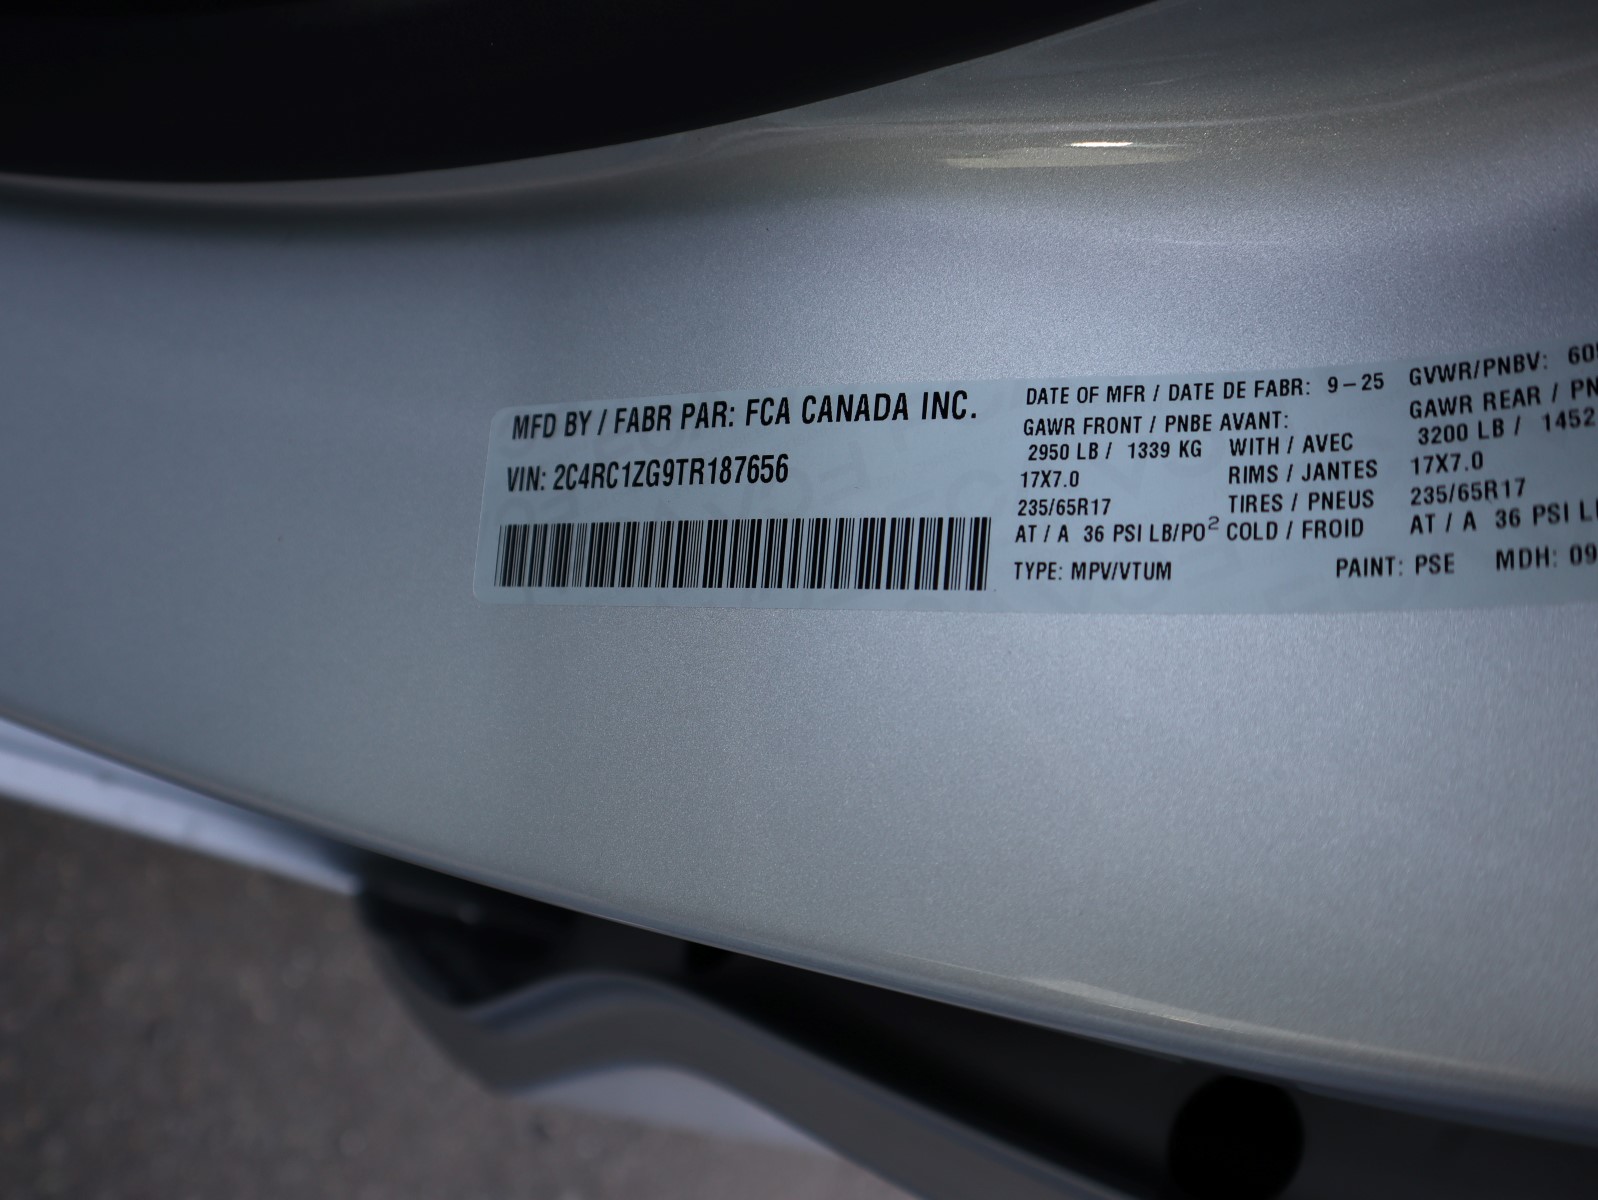 MFD BY / FABR PAR: FCA CANADA INC.
VIN: 2C4RC1ZG9TR187656
DATE OF MFR / DATE DE FABR: 9-25
GVWR/PNBV:
GAWR FRONT / PNBE AVANT:
GAWR REAR /
2950 LB / 1339 KG WITH / AVEC 3200 LB / 1452
17X7.0 RIMS / JANTES 17X7.0
235/65R17 TIRES / PNEUS 235/65R17
AT / A 36 PSI LB/PO² COLD / FROID AT / A 36 PSI
TYPE: MPV/VTUM PAINT: PSE MDH: 09